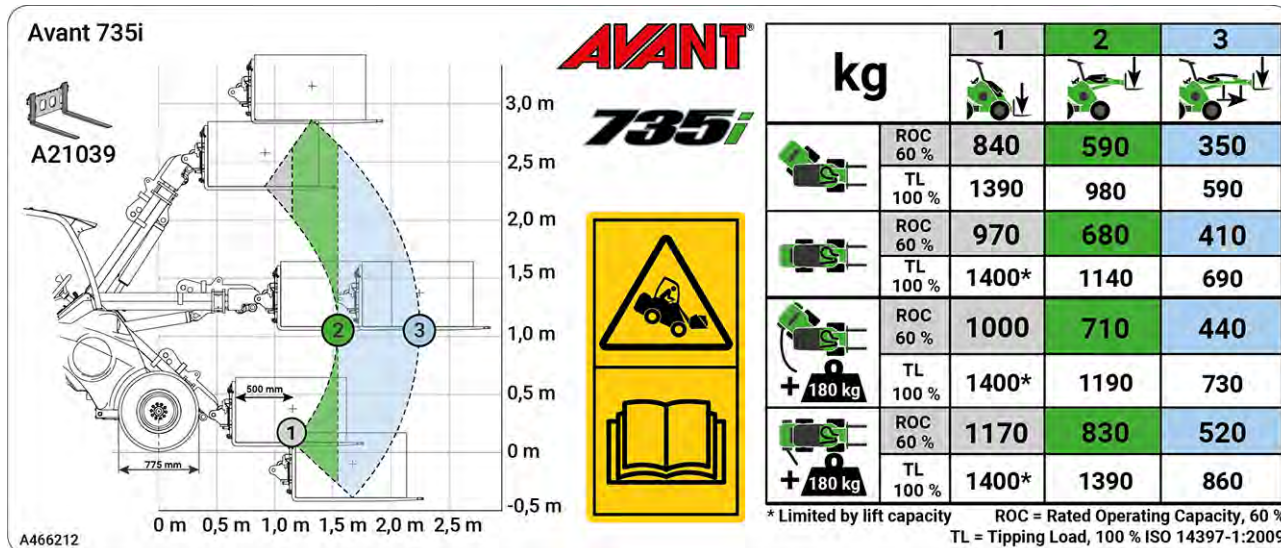 Avant 735i
A21039
3,0 m
2,5 m
2,0 m
1,5 m
1,0 m
0,5 m
0 m
-0,5 m
2
3
500 mm
1
775 mm
0 m 0,5 m 1,0 m 1,5 m 2,0 m 2,5 m
A466212
AVANT®
735i
kg 1 2 3
ROC 60 % 840 590 350
TL 100 % 1390 980 590
ROC 60 % 970 680 410
TL 100 % 1400* 1140 690
ROC 60 % 1000 710 440
+ 180 kg TL 100 % 1400* 1190 730
ROC 60 % 1170 830 520
+ 180 kg TL 100 % 1400* 1390 860
* Limited by lift capacity ROC = Rated Operating Capacity, 60 %
TL = Tipping Load, 100 % ISO 14397-1:2009